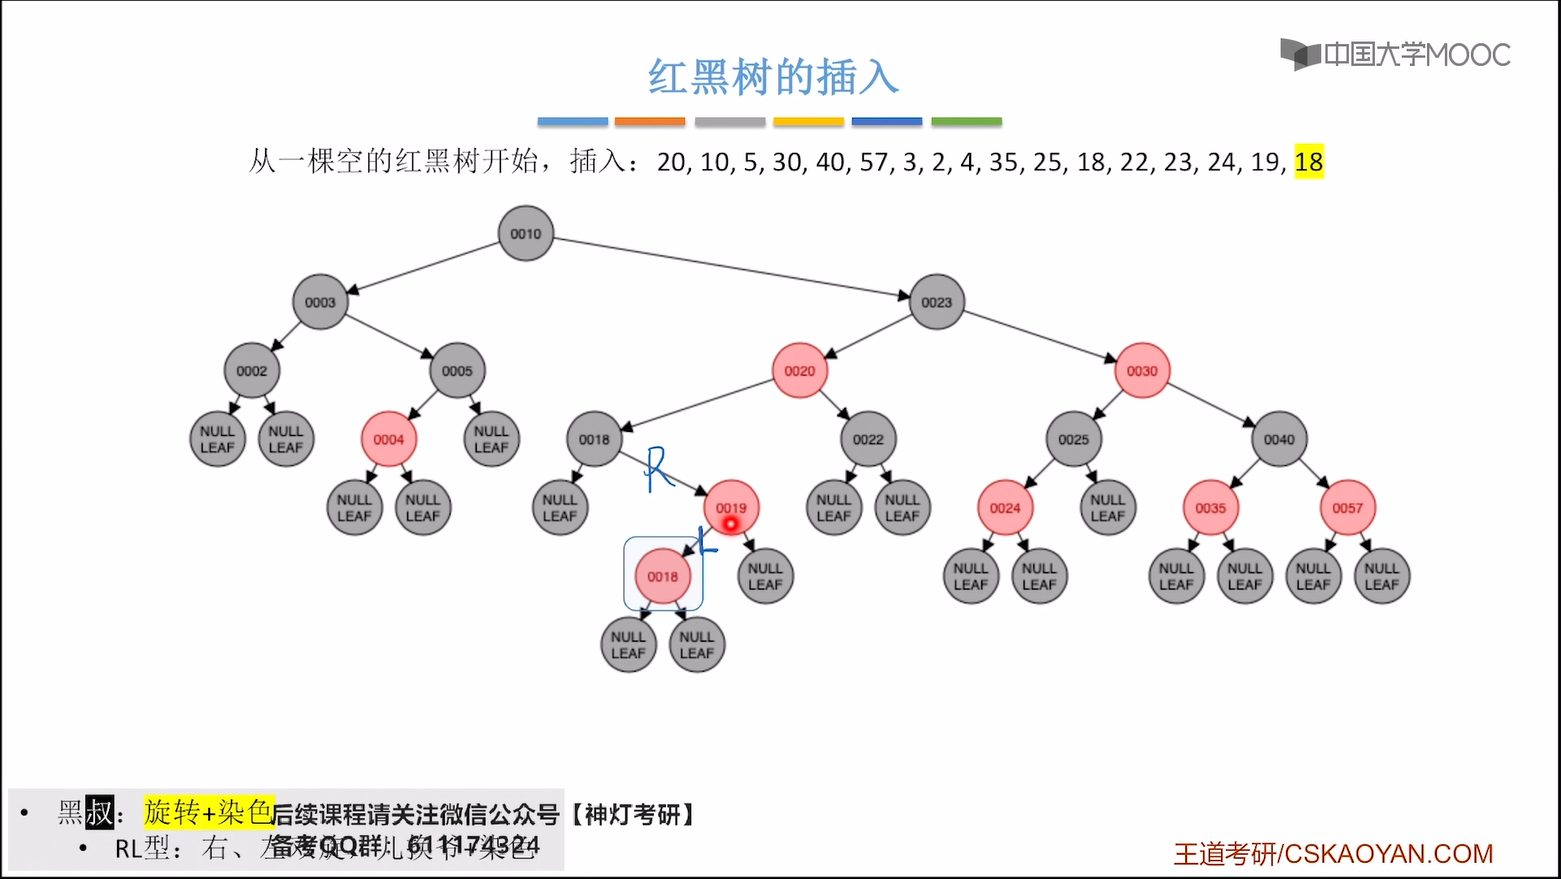 中国大学MOOC
红黑树的插入
从一棵空的红黑树开始，插入：20, 10, 5, 30, 40, 57, 3, 2, 4, 35, 25, 18, 22, 23, 24, 19, 18
0010
0003
0023
0002
0005
0020
0030
NULL LEAF
NULL LEAF
0004
NULL LEAF
0018
0022
0025
0040
R
NULL LEAF
NULL LEAF
NULL LEAF
0019
NULL LEAF
NULL LEAF
0024
NULL LEAF
0035
0057
L
0018
NULL LEAF
NULL LEAF
NULL LEAF
NULL LEAF
NULL LEAF
NULL LEAF
NULL LEAF
NULL LEAF
NULL LEAF
• 黑叔：旋转+染色
后续课程请关注微信公众号【神灯考研】
• RL型：右、左双旋，儿换爷+染色
备考QQ群：611174324
王道考研/CSKAOYAN.COM